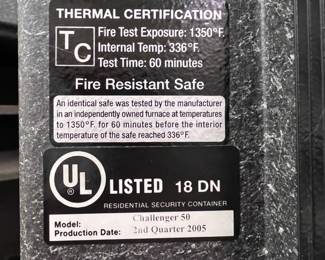 THERMAL CERTIFICATION
TC
Fire Test Exposure: 1350°F.
Internal Temp: 336°F.
Test Time: 60 minutes
Fire Resistant Safe
An identical safe was tested by the manufacturer
in an independently owned furnace at temperatures
to 1350°F. for 60 minutes before the interior
temperature of the safe reached 336°F.
UL LISTED 18 DN
RESIDENTIAL SECURITY CONTAINER
Model: Challenger 50
Production Date: 2nd Quarter 2005